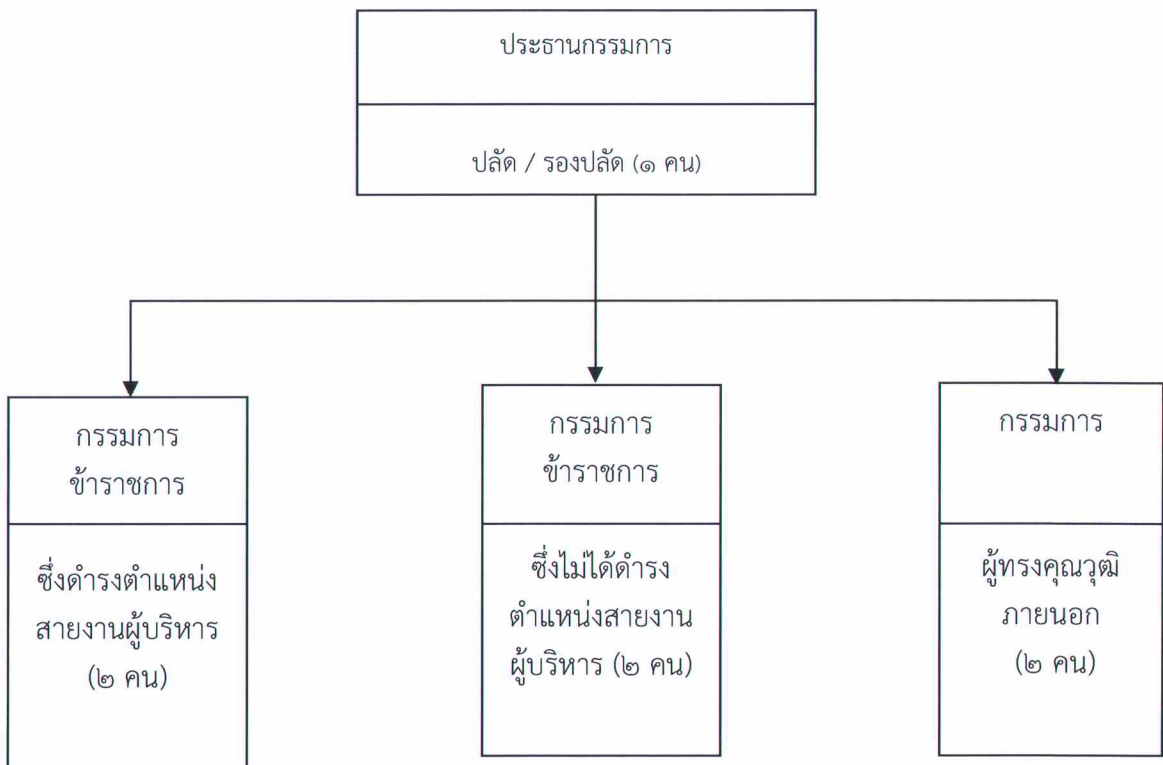 ประธานกรรมการ
ปลัด / รองปลัด (๑ คน)
กรรมการ
ข้าราชการ
ซึ่งดำรงตำแหน่ง
สายงานผู้บริหาร
(๒ คน)
กรรมการ
ข้าราชการ
ซึ่งไม่ได้ดำรง
ตำแหน่งสายงาน
ผู้บริหาร (๒ คน)
กรรมการ
ผู้ทรงคุณวุฒิ
ภายนอก
(๒ คน)